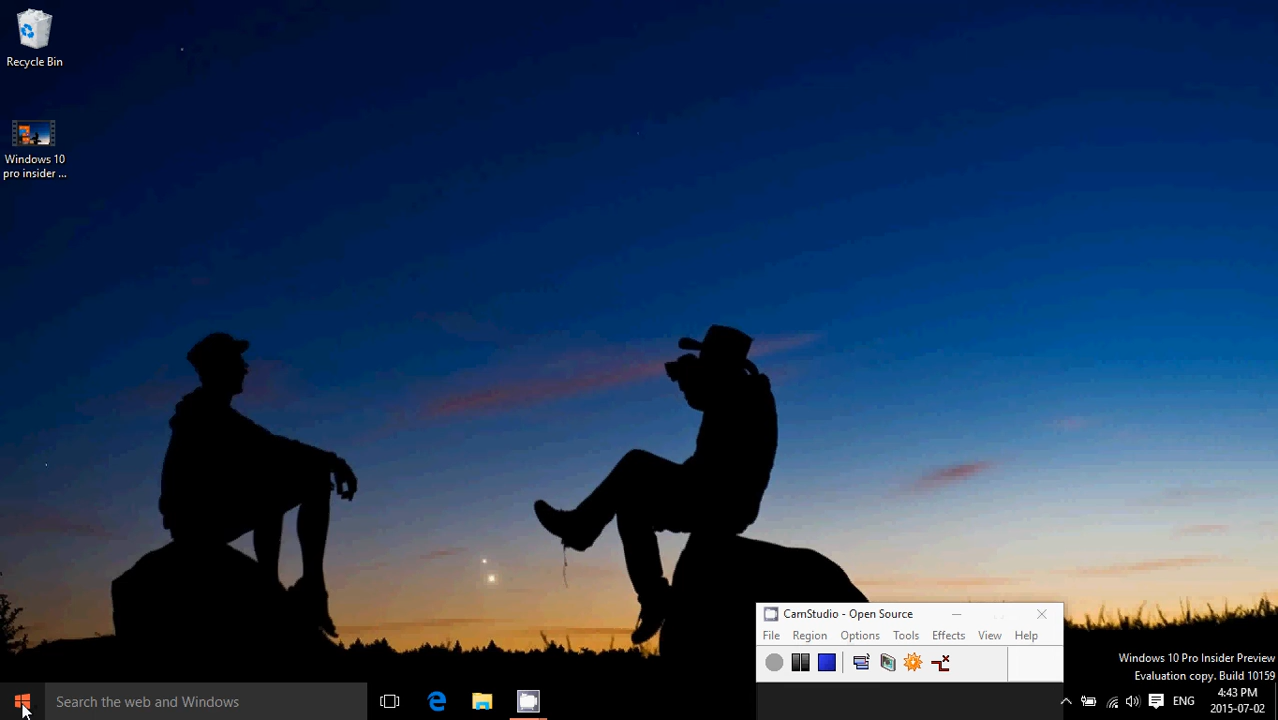 Recycle Bin
Windows 10
pro insider ...
CamStudio - Open Source
File Region Options Tools Effects View Help
Windows 10 Pro Insider Preview
Evaluation copy. Build 10159
Search the web and Windows
ENG
4:43 PM
2015-07-02